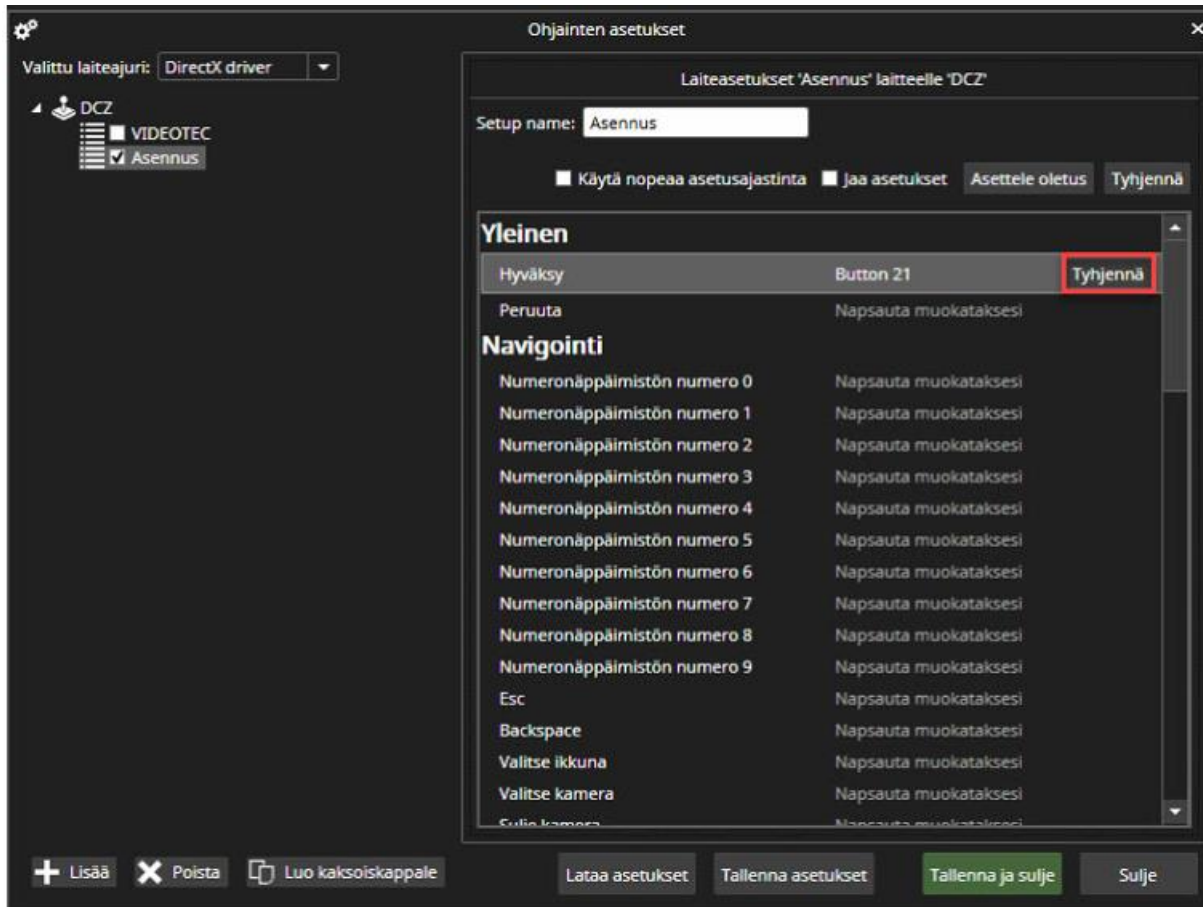 Ohjainten asetukset
Valittu laiteajuri: DirectX driver
DCZ
VIDEOTEC
Asennus
Laiteasetukset 'Asennus' laitteelle 'DCZ'
Setup name: Asennus
Käytä nopeaa asetusajastinta Jaa asetukset Asettele oletus Tyhjennä
Yleinen
Hyväksy Button 21 Tyhjennä
Peruuta Napsauta muokataksesi
Navigointi
Numeronäppäimistön numero 0 Napsauta muokataksesi
Numeronäppäimistön numero 1 Napsauta muokataksesi
Numeronäppäimistön numero 2 Napsauta muokataksesi
Numeronäppäimistön numero 3 Napsauta muokataksesi
Numeronäppäimistön numero 4 Napsauta muokataksesi
Numeronäppäimistön numero 5 Napsauta muokataksesi
Numeronäppäimistön numero 6 Napsauta muokataksesi
Numeronäppäimistön numero 7 Napsauta muokataksesi
Numeronäppäimistön numero 8 Napsauta muokataksesi
Numeronäppäimistön numero 9 Napsauta muokataksesi
Esc Napsauta muokataksesi
Backspace Napsauta muokataksesi
Valitse ikkuna Napsauta muokataksesi
Valitse kamera Napsauta muokataksesi
Sulje kamera Napsauta muokataksesi
Lisää Poista Luo kaksoiskappale Lataa asetukset Tallenna asetukset Tallenna ja sulje Sulje